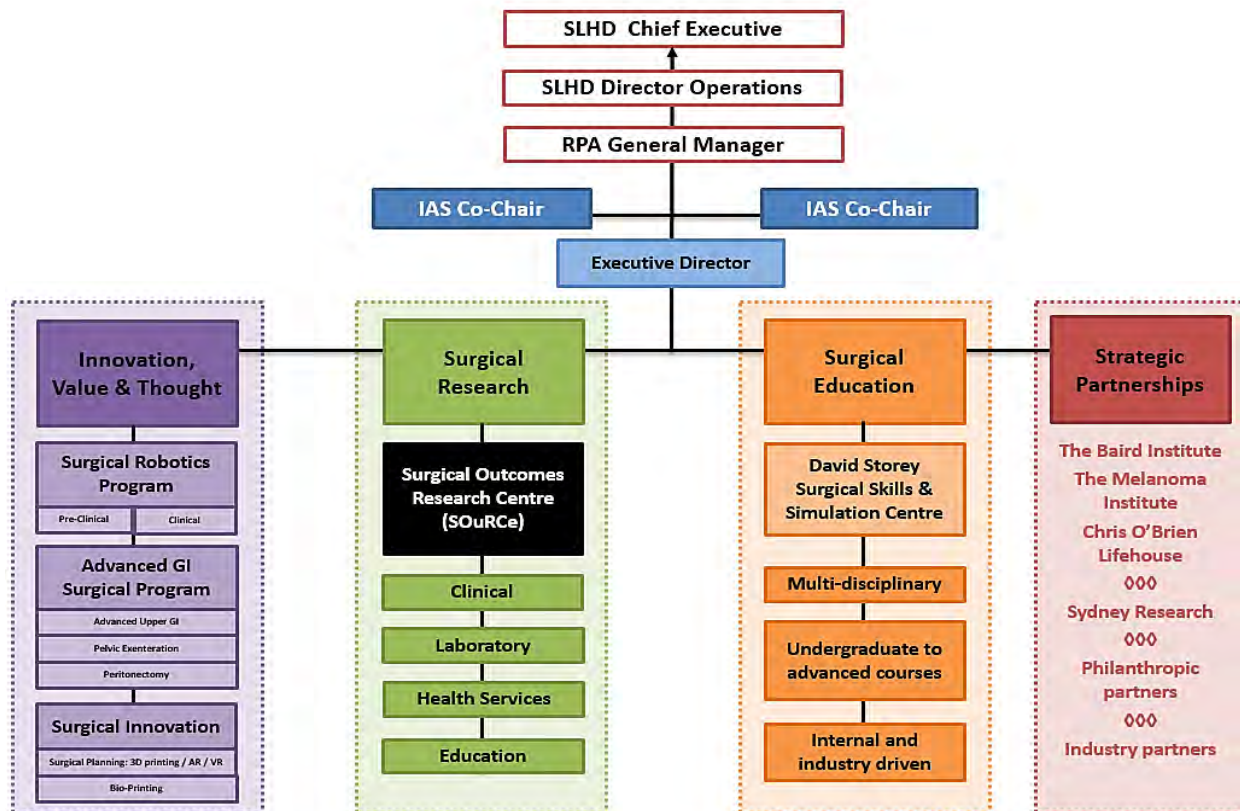 SLHD Chief Executive
SLHD Director Operations
RPA General Manager
IAS Co-Chair
IAS Co-Chair
Executive Director
Innovation,
Value & Thought
Surgical Robotics
Program
Pre-Clinical
Clinical
Advanced GI
Surgical Program
Advanced Upper GI
Pelvic Exenteration
Peritonectomy
Surgical Innovation
Surgical Planning: 3D printing / AR / VR
Bio-Printing
Surgical
Research
Surgical Outcomes
Research Centre
(SOuRCe)
Clinical
Laboratory
Health Services
Education
Surgical
Education
David Storey
Surgical Skills &
Simulation Centre
Multi-disciplinary
Undergraduate to
advanced courses
Internal and
industry driven
Strategic
Partnerships
The Baird Institute
The Melanoma
Institute
Chris O'Brien
Lifehouse
◊◊◊
Sydney Research
◊◊◊
Philanthropic
partners
◊◊◊
Industry partners